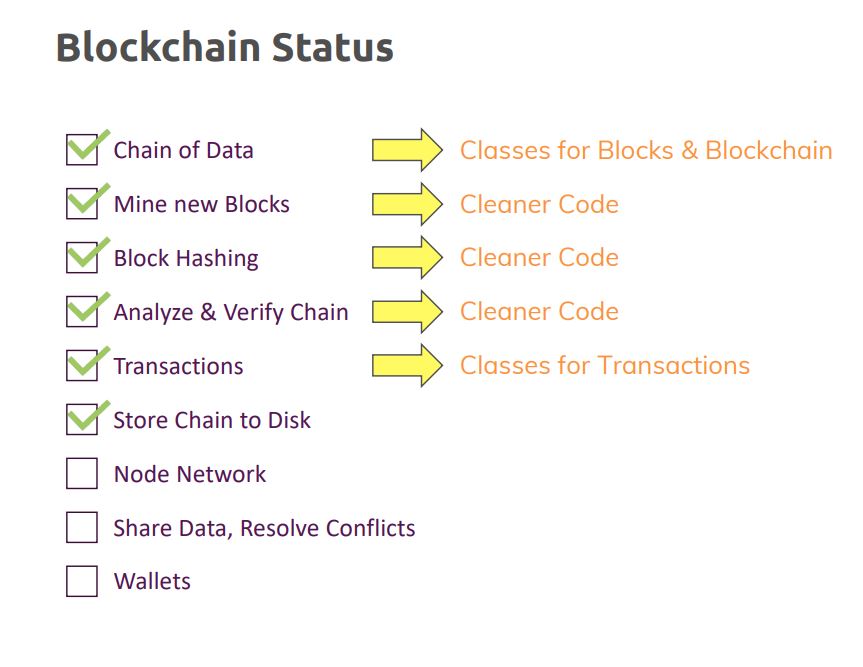 Blockchain Status
Chain of Data Classes for Blocks & Blockchain
Mine new Blocks Cleaner Code
Block Hashing Cleaner Code
Analyze & Verify Chain Cleaner Code
Transactions Classes for Transactions
Store Chain to Disk
Node Network
Share Data, Resolve Conflicts
Wallets